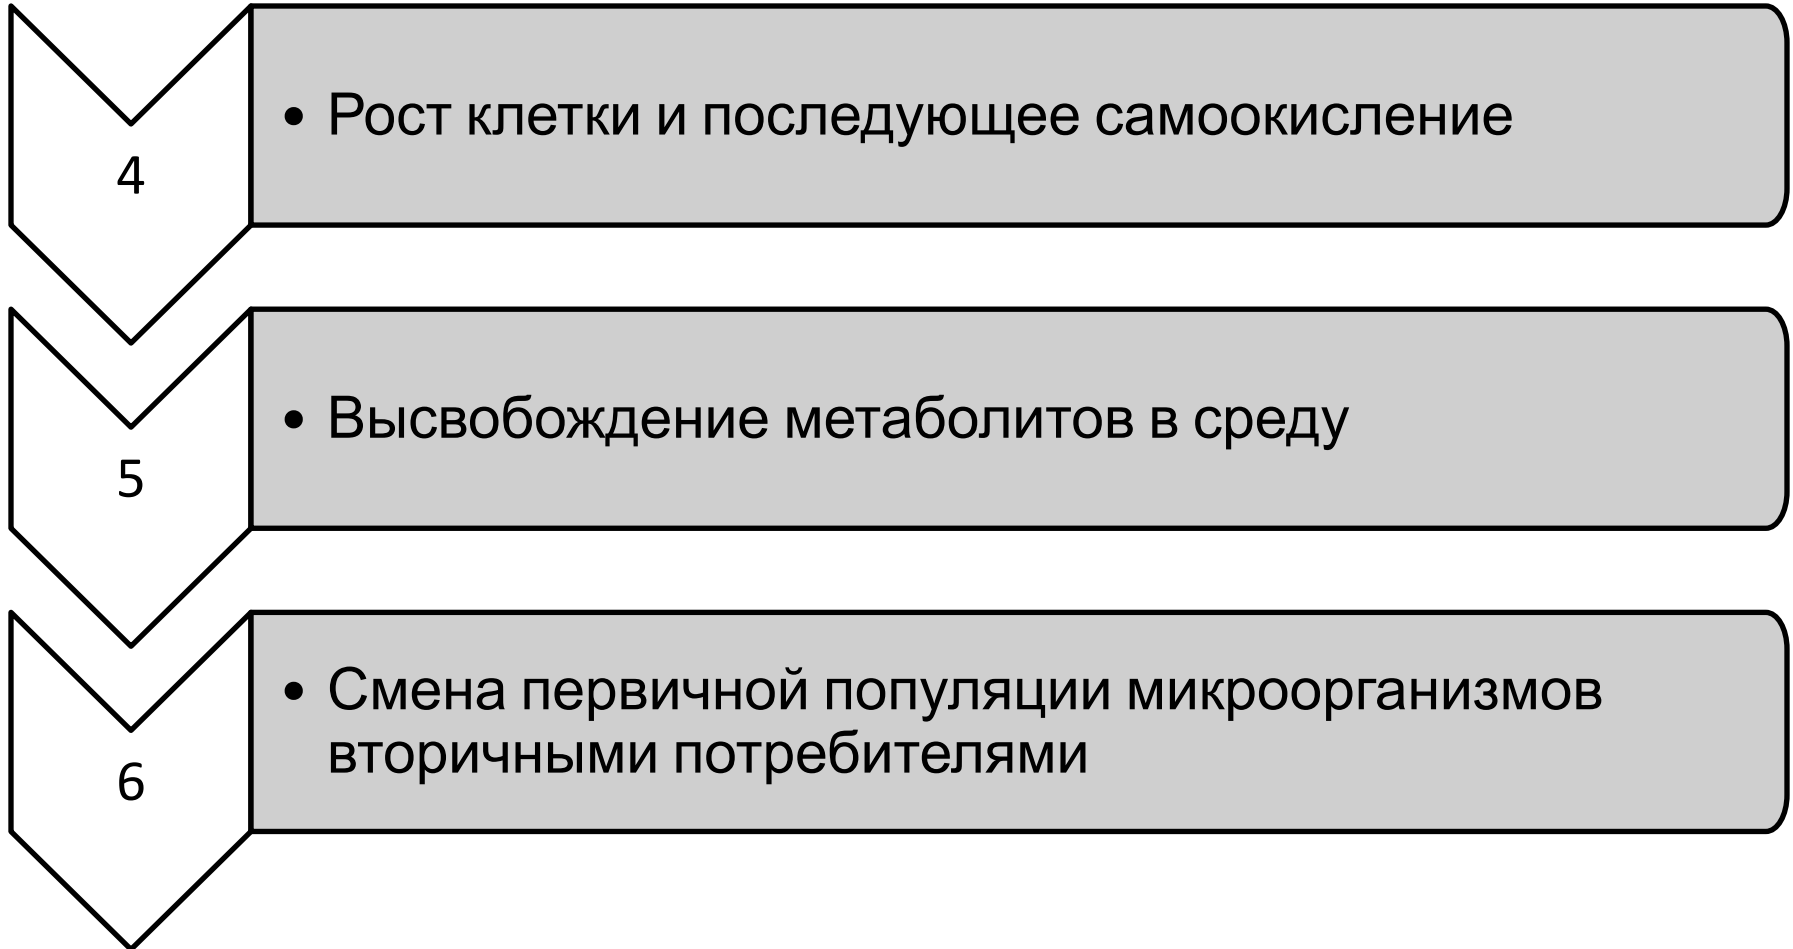 4
• Рост клетки и последующее самоокисление
5
• Высвобождение метаболитов в среду
6
• Смена первичной популяции микроорганизмов
вторичными потребителями